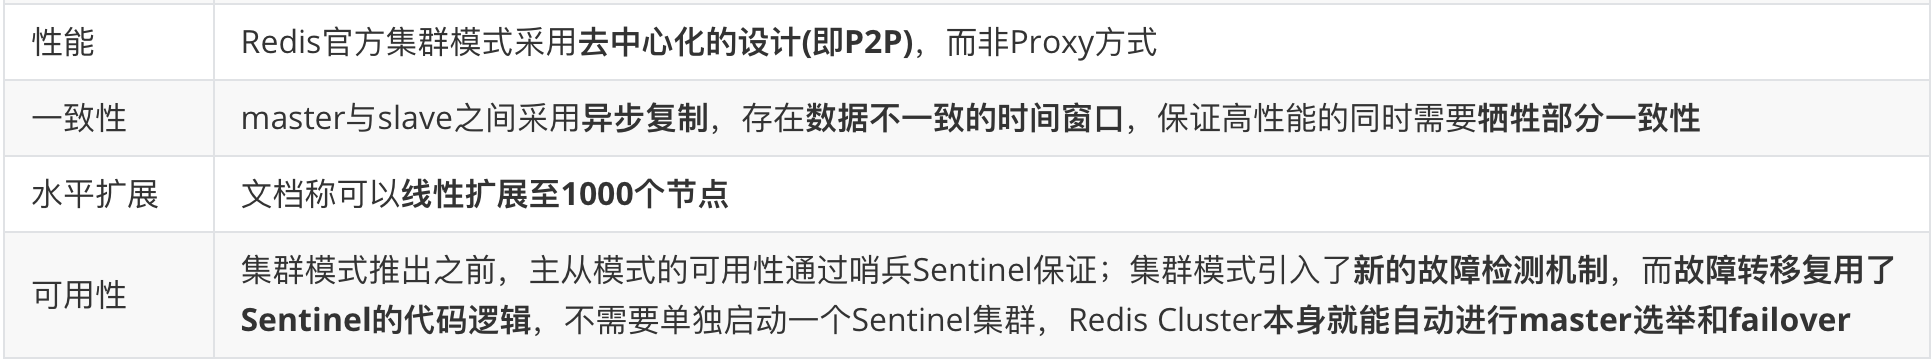 性能
Redis官方集群模式采用去中心化的设计(即P2P)，而非Proxy方式
一致性
master与slave之间采用异步复制，存在数据不一致的时间窗口，保证高性能的同时需要牺牲部分一致性
水平扩展
文档称可以线性扩展至1000个节点
可用性
集群模式推出之前，主从模式的可用性通过哨兵Sentinel保证；集群模式引入了新的故障检测机制，而故障转移复用了
Sentinel的代码逻辑，不需要单独启动一个Sentinel集群，Redis Cluster本身就能自动进行master选举和failover